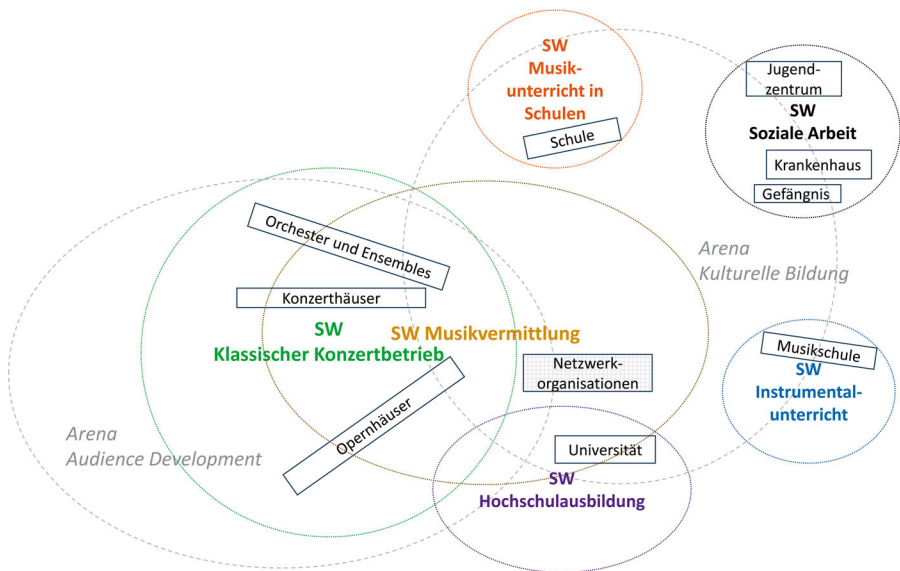 SW
Musik-
unterricht in
Schulen
Schule
Jugend-
zentrum
SW
Soziale Arbeit
Krankenhaus
Gefängnis
Orchester und Ensembles
Arena
Kulturelle Bildung
Konzerthäuser
SW
Klassischer Konzertbetrieb
SW Musikvermittlung
Netzwerk-
organisationen
Musikschule
SW
Instrumental-
unterricht
Opernhäuser
Arena
Audience Development
Universität
SW
Hochschulausbildung